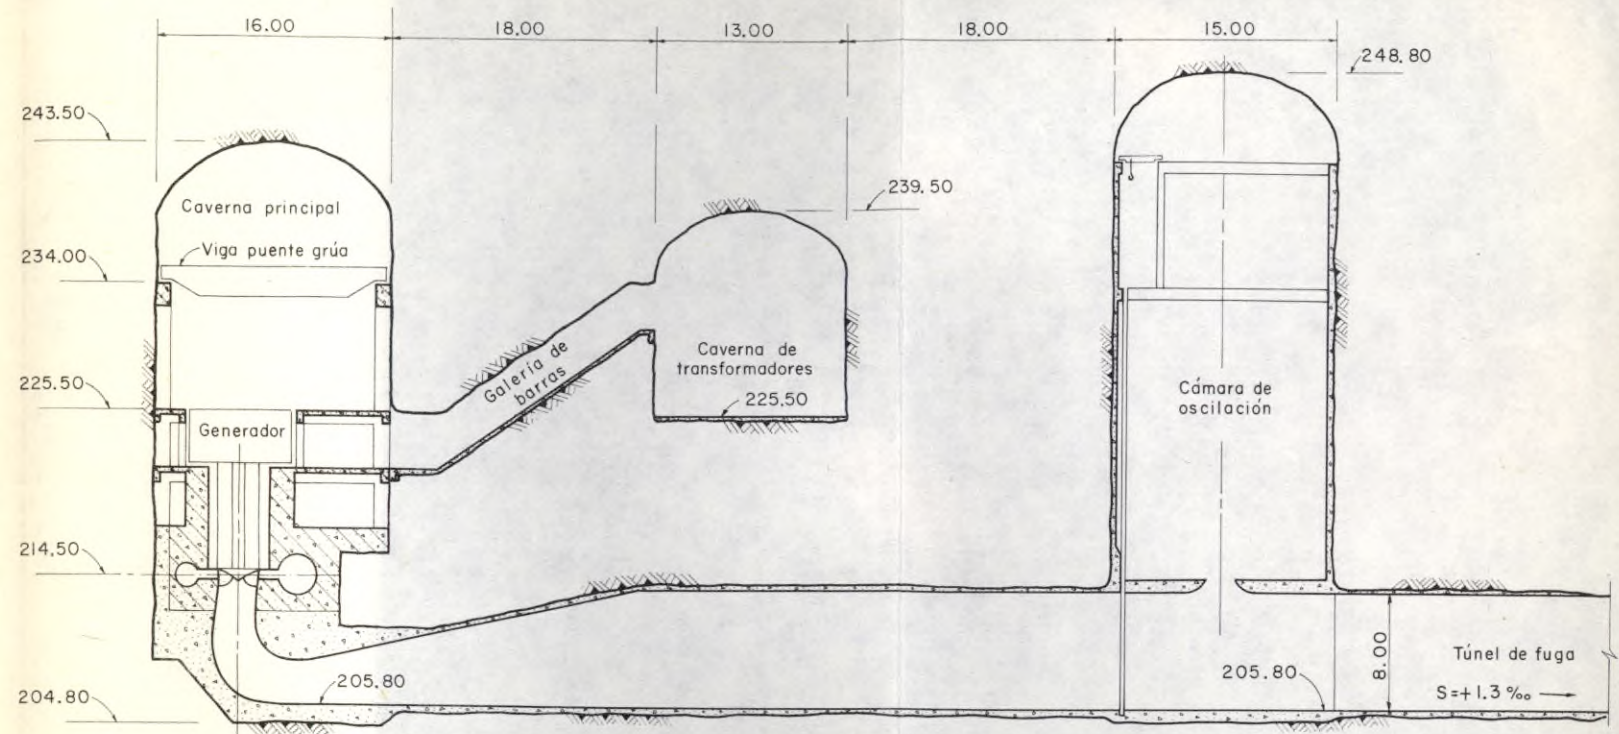 16.00
18.00
13.00
18.00
15.00
248.80
243.50
239.50
Caverna principal
Viga puente grúa
234.00
Galería de
barras
Caverna de
transformadores
225.50
225.50
Cámara de
oscilación
Generador
214.50
8.00
Túnel de fuga
S=+1.3 ‰
205.80
205.80
204.80